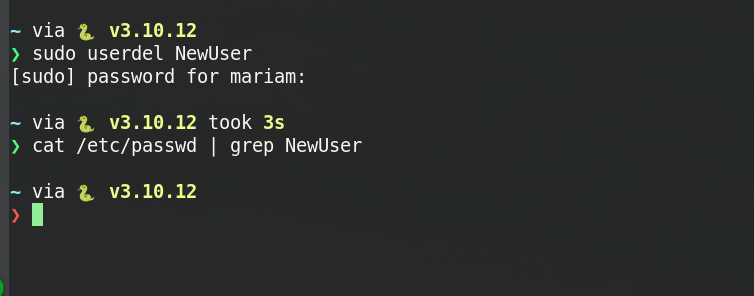 ~ via 🐍 v3.10.12
❯ sudo userdel NewUser
[sudo] password for mariam:
~ via 🐍 v3.10.12 took 3s
❯ cat /etc/passwd | grep NewUser
~ via 🐍 v3.10.12
❯